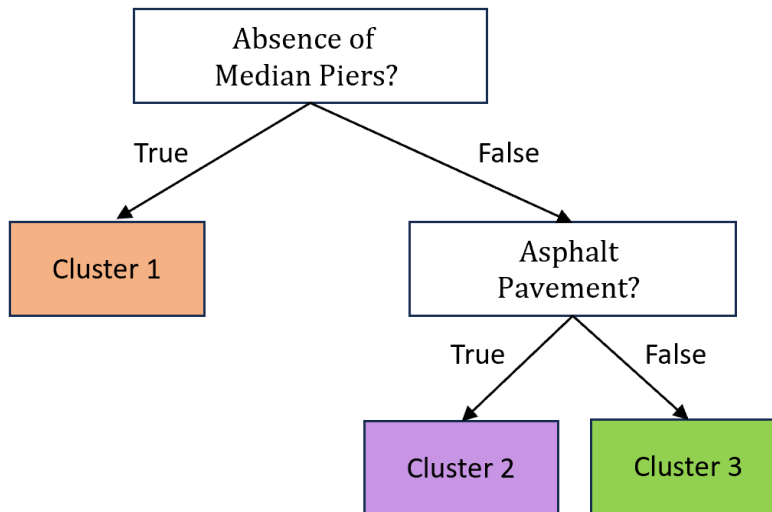 Absence of
Median Piers?
True
False
Cluster 1
Asphalt
Pavement?
True
False
Cluster 2
Cluster 3